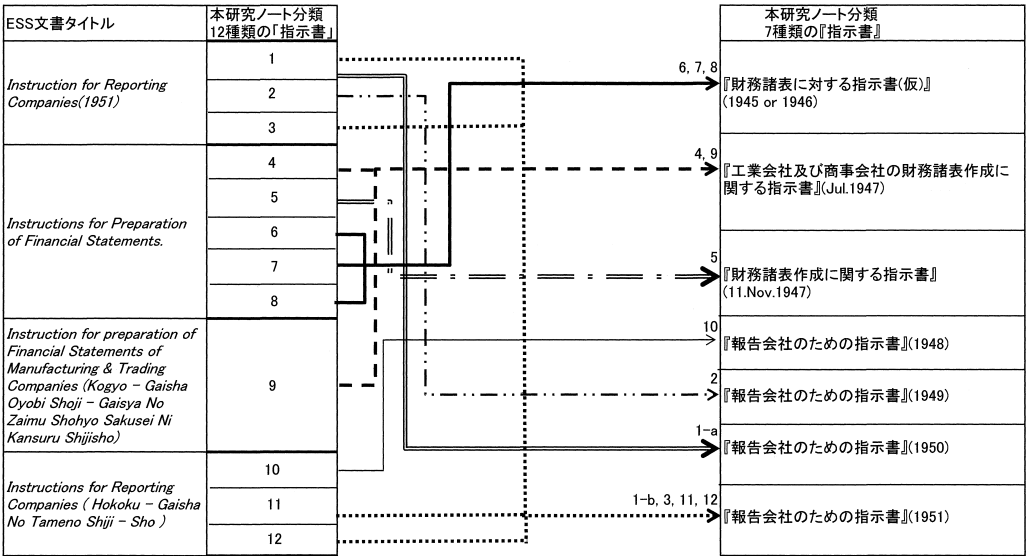 ESS文書タイトル
本研究ノート分類
12種類の「指示書」
本研究ノート分類
7種類の『指示書』
Instruction for Reporting
Companies(1951)
1
2
3
Instructions for Preparation
of Financial Statements.
4
5
6
7
8
Instruction for preparation of
Financial Statements of
Manufacturing & Trading
Companies (Kogyo - Gaisha
Oyobi Shoji - Gaisya No
Zaimu Shohyo Sakusei Ni
Kansuru Shijisho)
9
Instructions for Reporting
Companies ( Hokoku - Gaisha
No Tameno Shiji - Sho )
10
11
12
6, 7, 8
『財務諸表に対する指示書(仮)』
(1945 or 1946)
4, 9
『工業会社及び商事会社の財務諸表作成に
関する指示書』(Jul.1947)
5
『財務諸表作成に関する指示書』
(11.Nov.1947)
10
『報告会社のための指示書』(1948)
2
『報告会社のための指示書』(1949)
1-a
『報告会社のための指示書』(1950)
1-b, 3, 11, 12
『報告会社のための指示書』(1951)